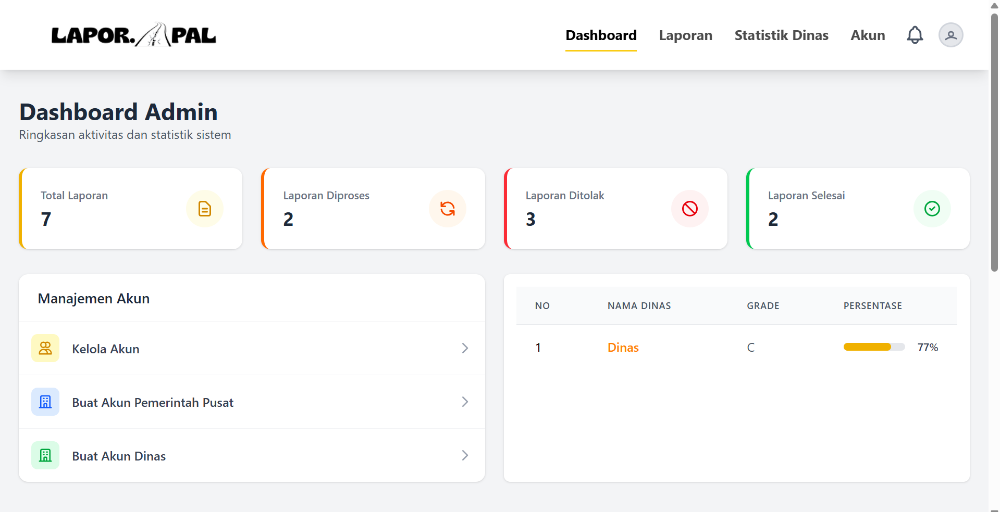 LAPOR. PAL
Dashboard Laporan Statistik Dinas Akun
Dashboard Admin
Ringkasan aktivitas dan statistik sistem
Total Laporan
7
Laporan Diproses
2
Laporan Ditolak
3
Laporan Selesai
2
Manajemen Akun
Kelola Akun
Buat Akun Pemerintah Pusat
Buat Akun Dinas
NO NAMA DINAS GRADE PERSENTASE
1 Dinas C 77%